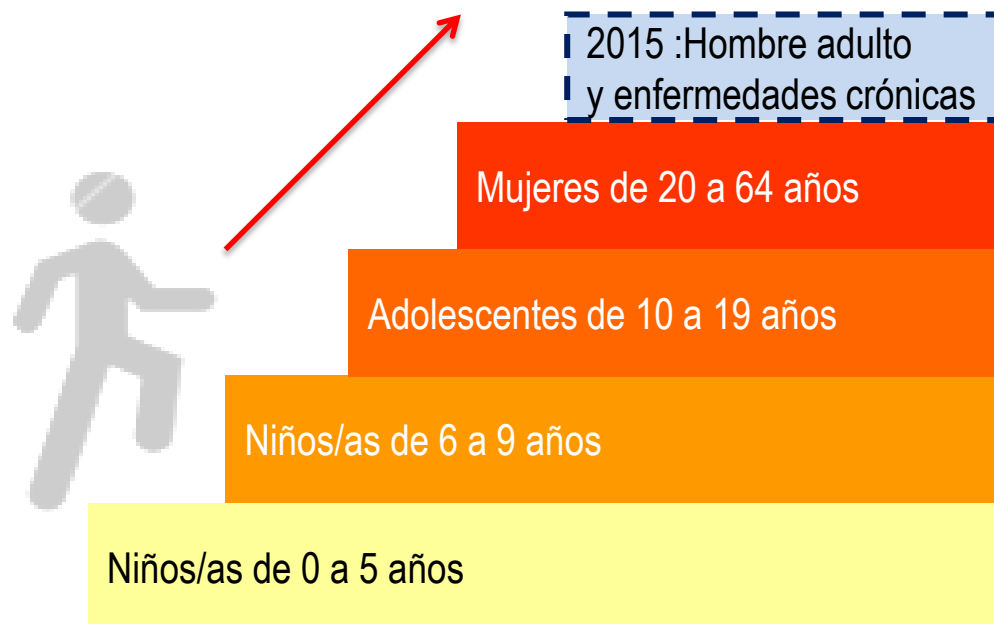 2015 :Hombre adulto
y enfermedades crónicas
Mujeres de 20 a 64 años
Adolescentes de 10 a 19 años
Niños/as de 6 a 9 años
Niños/as de 0 a 5 años